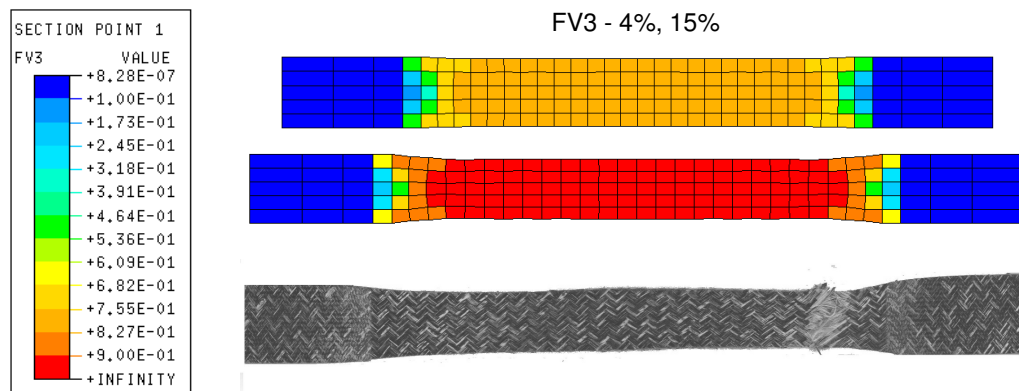 FV3 - 4%, 15%
SECTION POINT 1
FV3 VALUE
+8.28E-07
+1.00E-01
+1.73E-01
+2.45E-01
+3.18E-01
+3.91E-01
+4.64E-01
+5.36E-01
+6.09E-01
+6.82E-01
+7.55E-01
+8.27E-01
+9.00E-01
+INFINITY